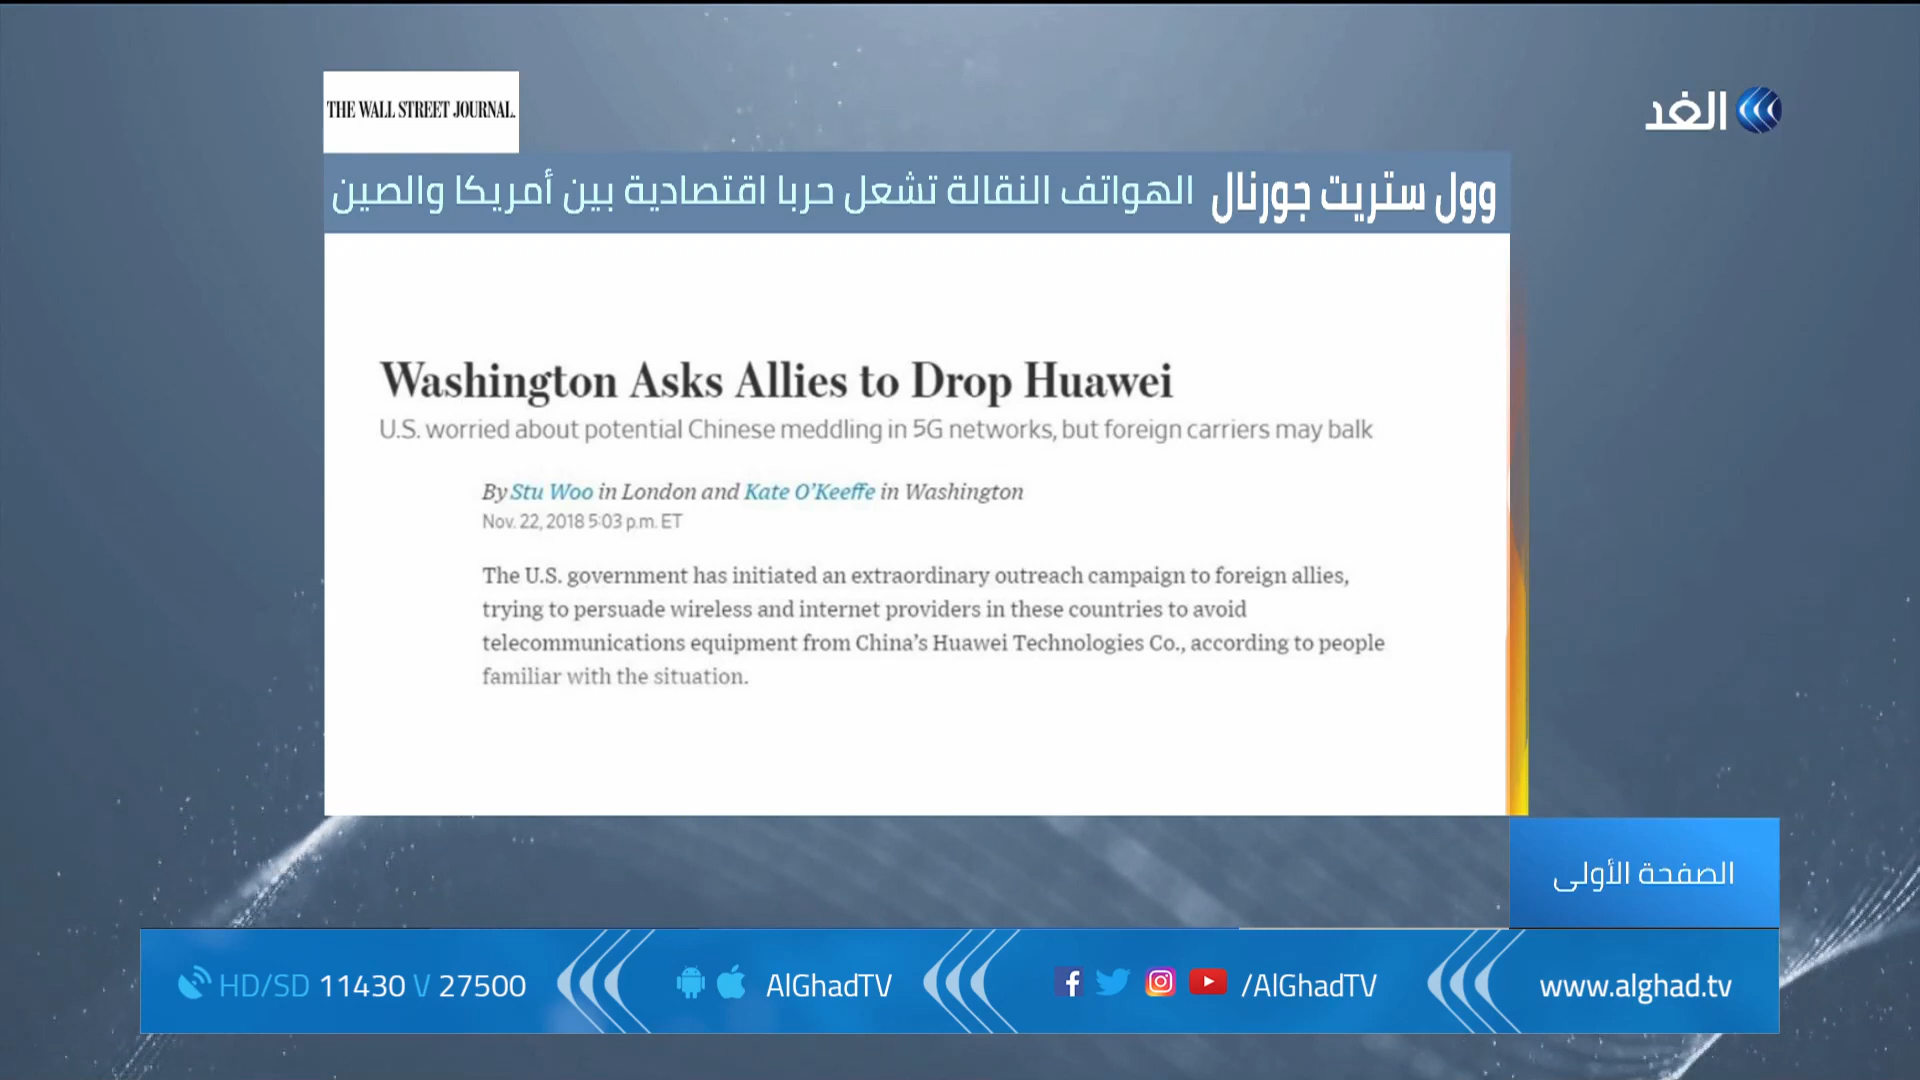 THE WALL STREET JOURNAL.
الغد
وول ستريت جورنال الهواتف النقالة تشعل حربا اقتصادية بين أمريكا والصين
Washington Asks Allies to Drop Huawei
U.S. worried about potential Chinese meddling in 5G networks, but foreign carriers may balk
By Stu Woo in London and Kate O’Keeffe in Washington
Nov. 22, 2018 5:03 p.m. ET
The U.S. government has initiated an extraordinary outreach campaign to foreign allies,
trying to persuade wireless and internet providers in these countries to avoid
telecommunications equipment from China’s Huawei Technologies Co., according to people
familiar with the situation.
الصفحة الأولى
HD/SD 11430 V 27500 AlGhadTV /AlGhadTV www.alghad.tv